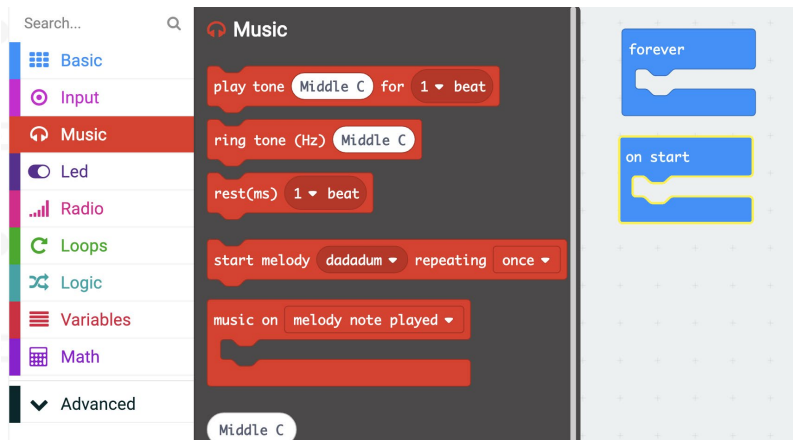 Search...
Basic
Input
Music
Led
Radio
Loops
Logic
Variables
Math
Advanced
Music
play tone Middle C for 1 beat
ring tone (Hz) Middle C
rest(ms) 1 beat
start melody dadadum repeating once
music on melody note played
Middle C
forever
on start